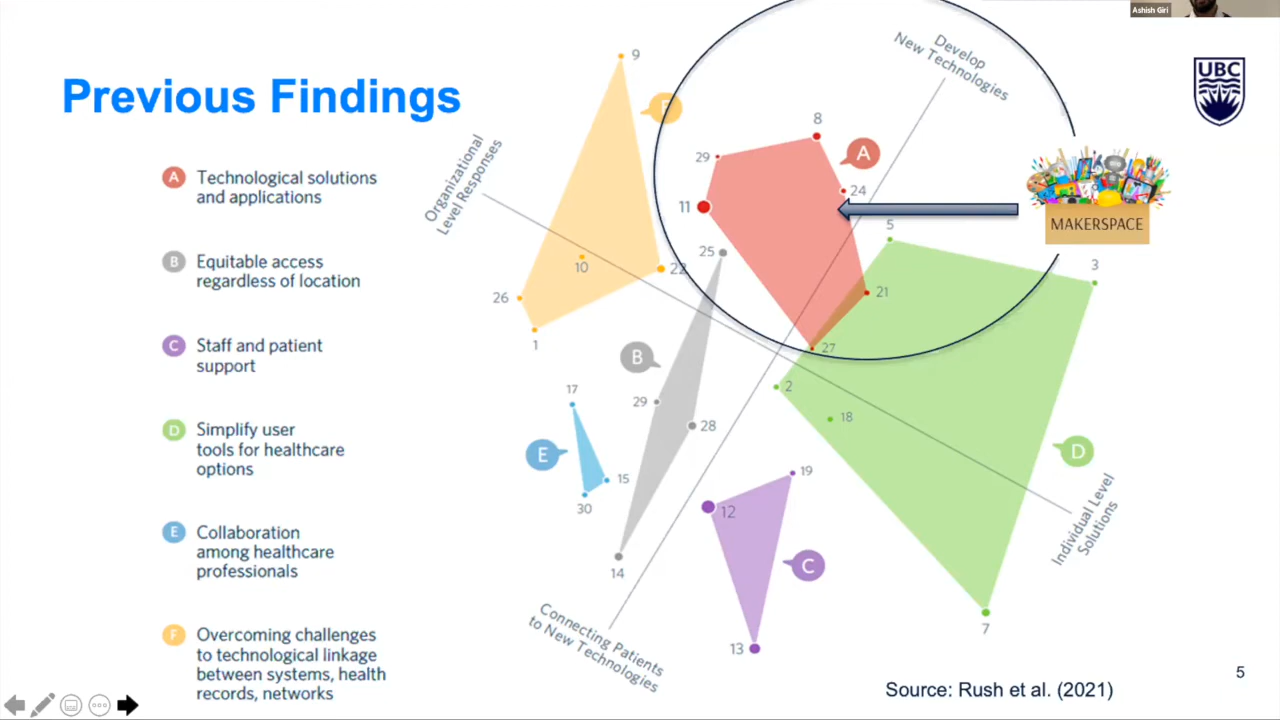 Ashish Giri
Previous Findings
UBC
A
Technological solutions
and applications
B
Equitable access
regardless of location
C
Staff and patient
support
D
Simplify user
tools for healthcare
options
E
Collaboration
among healthcare
professionals
F
Overcoming challenges
to technological linkage
between systems, health
records, networks
Organizational
Level Responses
Develop
New Technologies
Individual Level
Solutions
Connecting Patients
to New Technologies
9
F
10
22
26
1
8
A
29
24
11
21
27
25
B
29
28
14
17
E
15
30
19
12
C
13
5
3
2
18
D
7
MAKERSPACE
Source: Rush et al. (2021)
5